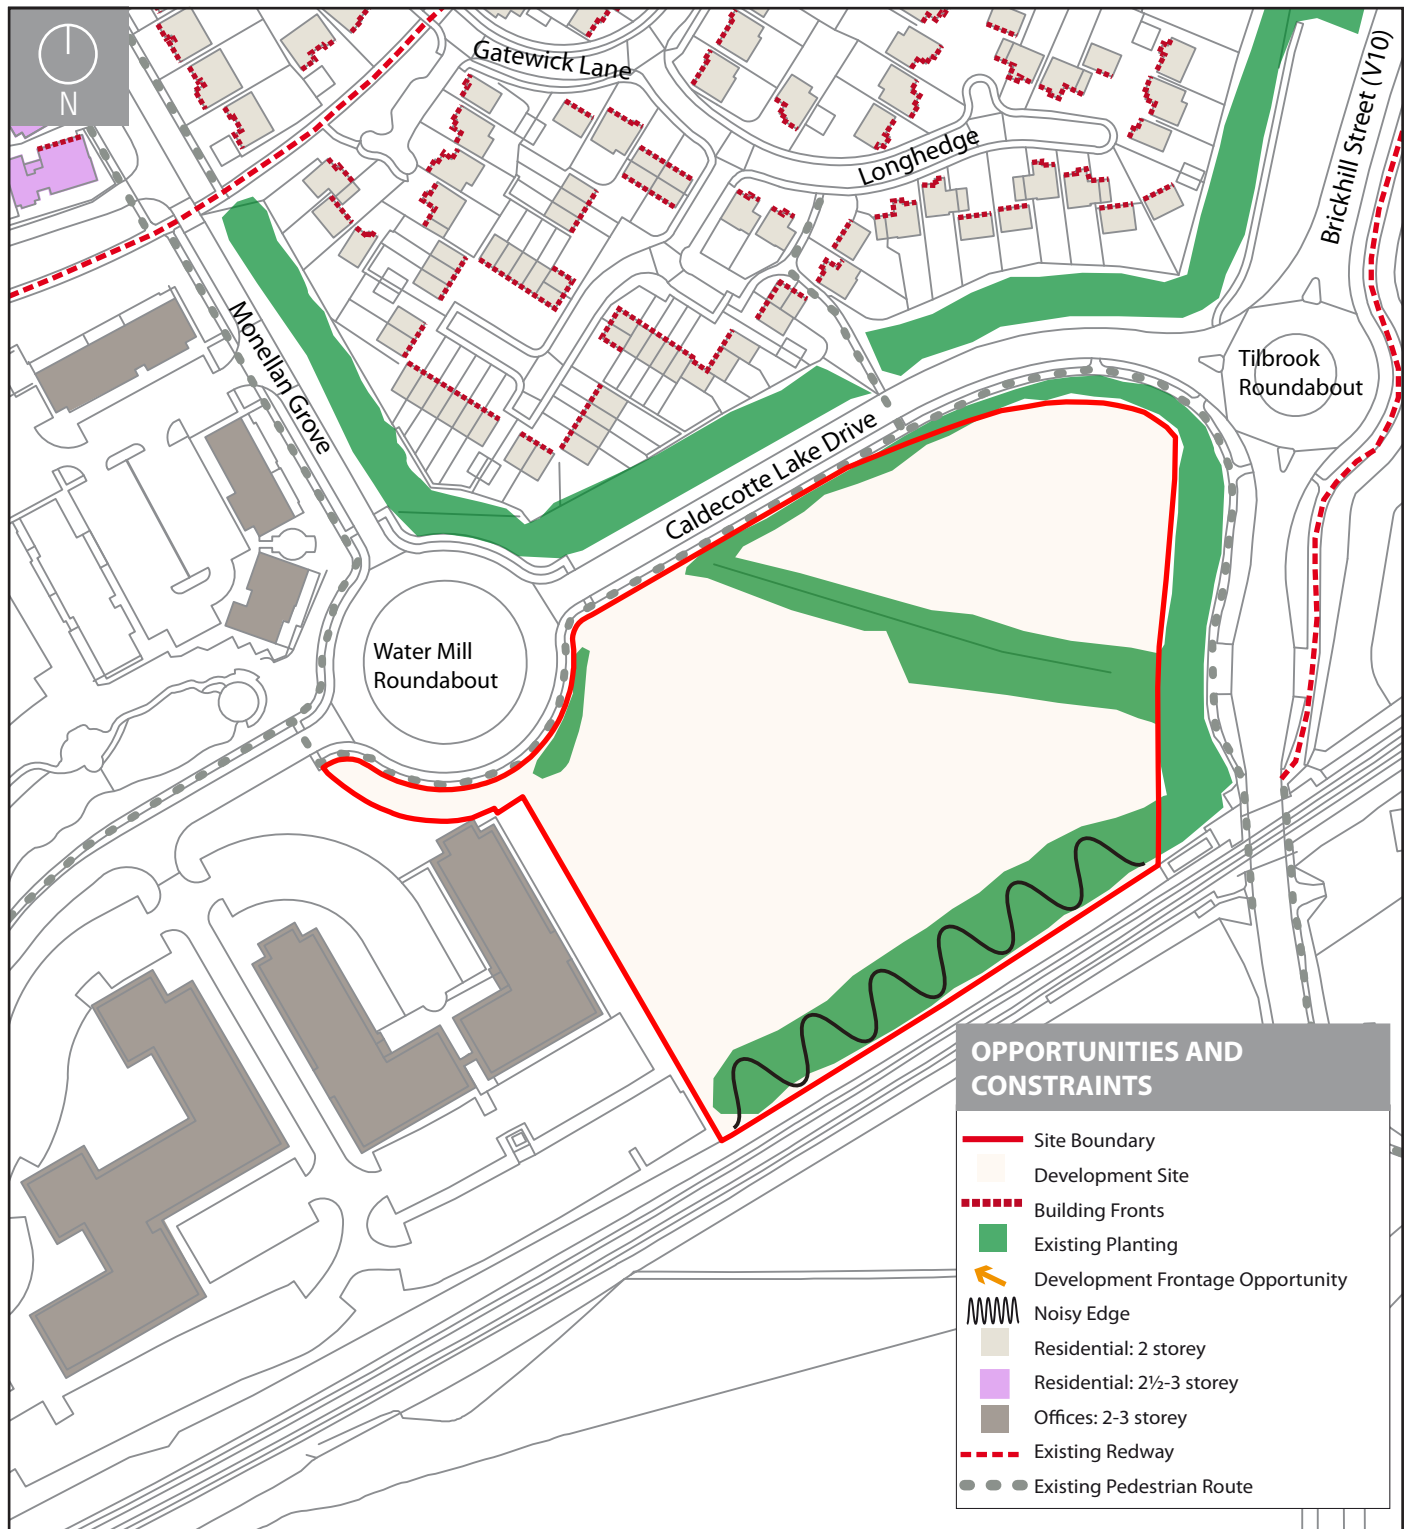 N
Gatewick Lane
Longhedge
Brickhill Street (V10)
Monellan Grove
Tilbrook
Roundabout
Caldecotte Lake Drive
Water Mill
Roundabout
OPPORTUNITIES AND
CONSTRAINTS
Site Boundary
Development Site
Building Fronts
Existing Planting
Development Frontage Opportunity
Noisy Edge
Residential: 2 storey
Residential: 2½-3 storey
Offices: 2-3 storey
Existing Redway
Existing Pedestrian Route